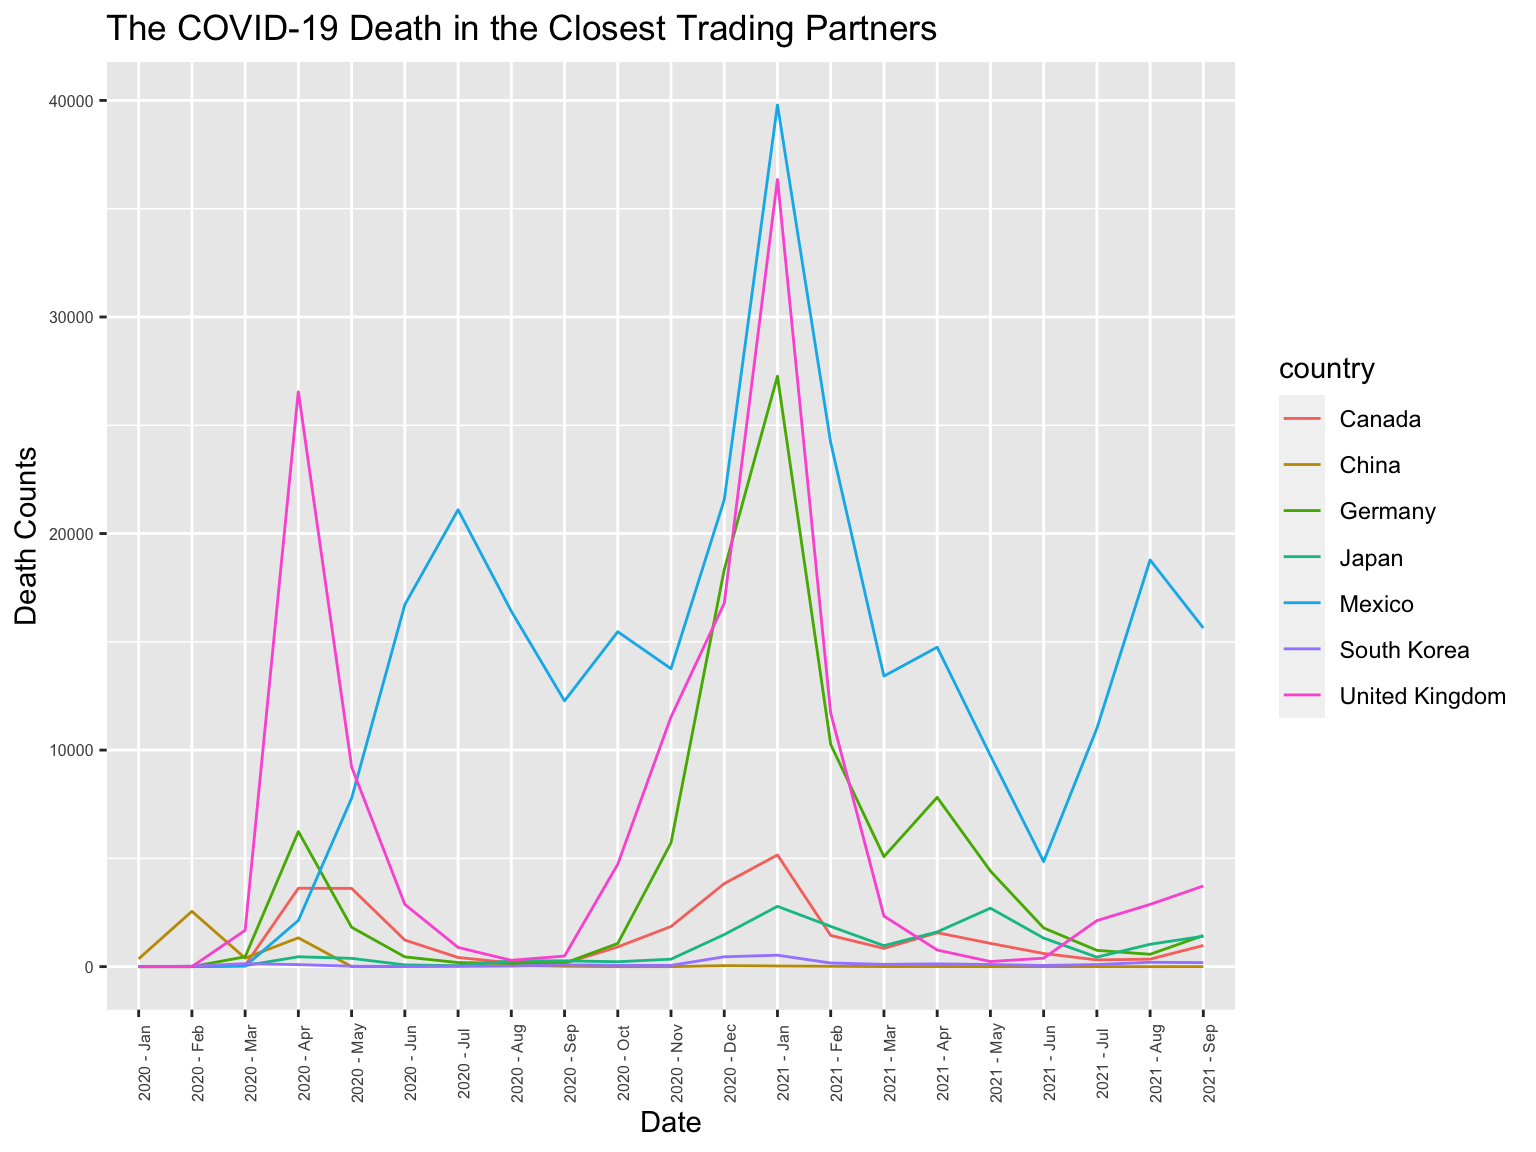 The COVID-19 Death in the Closest Trading Partners
Death Counts
40000
30000
20000
10000
0
2020 - Jan
2020 - Feb
2020 - Mar
2020 - Apr
2020 - May
2020 - Jun
2020 - Jul
2020 - Aug
2020 - Sep
2020 - Oct
2020 - Nov
2020 - Dec
2021 - Jan
2021 - Feb
2021 - Mar
2021 - Apr
2021 - May
2021 - Jun
2021 - Jul
2021 - Aug
2021 - Sep
Date
country
Canada
China
Germany
Japan
Mexico
South Korea
United Kingdom